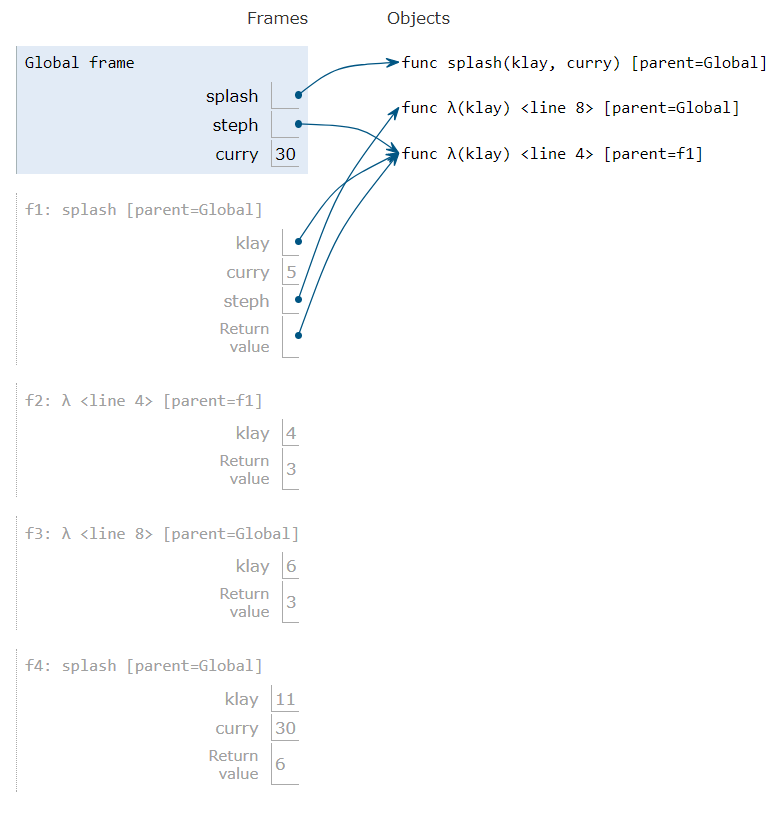 Frames Objects
Global frame
func splash(klay, curry) [parent=Global]
splash
func λ(klay) <line 8> [parent=Global]
steph
curry 30
func λ(klay) <line 4> [parent=f1]
f1: splash [parent=Global]
klay
curry 5
steph
Return
value
f2: λ <line 4> [parent=f1]
klay 4
Return
value 3
f3: λ <line 8> [parent=Global]
klay 6
Return
value 3
f4: splash [parent=Global]
klay 11
curry 30
Return
value 6